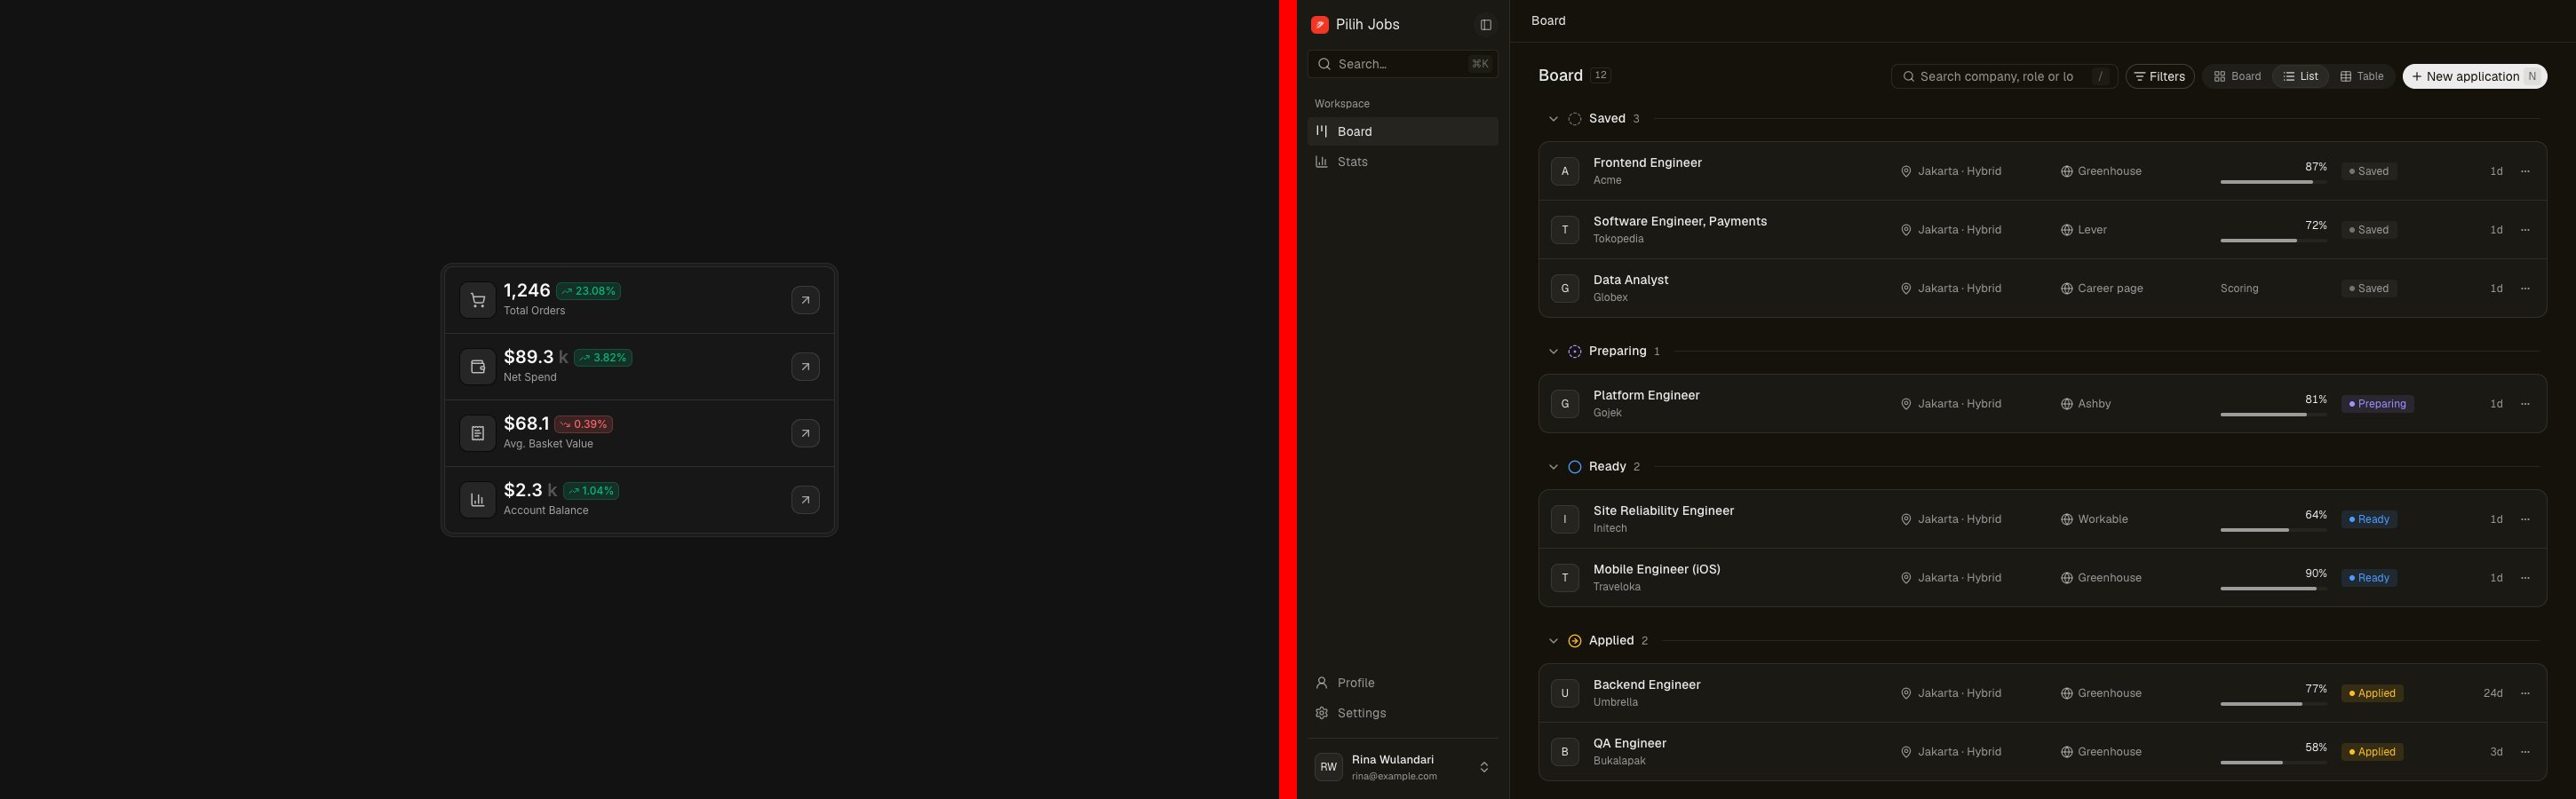 1,246 23.08%
Total Orders
$89.3 k 3.82%
Net Spend
$68.1 0.39%
Avg. Basket Value
$2.3 k 1.04%
Account Balance
Pilih Jobs
Search... ⌘K
Workspace
Board
Stats
Profile
Settings
RW Rina Wulandari
rina@example.com
Board
Board 12 Search company, role or lo / Filters Board List Table + New application N
Saved 3
A Frontend Engineer Jakarta · Hybrid Greenhouse 87% Saved 1d ...
Acme
T Software Engineer, Payments Jakarta · Hybrid Lever 72% Saved 1d ...
Tokopedia
G Data Analyst Jakarta · Hybrid Career page Scoring Saved 1d ...
Globex
Preparing 1
G Platform Engineer Jakarta · Hybrid Ashby 81% Preparing 1d ...
Gojek
Ready 2
I Site Reliability Engineer Jakarta · Hybrid Workable 64% Ready 1d ...
Initech
T Mobile Engineer (iOS) Jakarta · Hybrid Greenhouse 90% Ready 1d ...
Traveloka
Applied 2
U Backend Engineer Jakarta · Hybrid Greenhouse 77% Applied 24d ...
Umbrella
B QA Engineer Jakarta · Hybrid Greenhouse 58% Applied 3d ...
Bukalapak